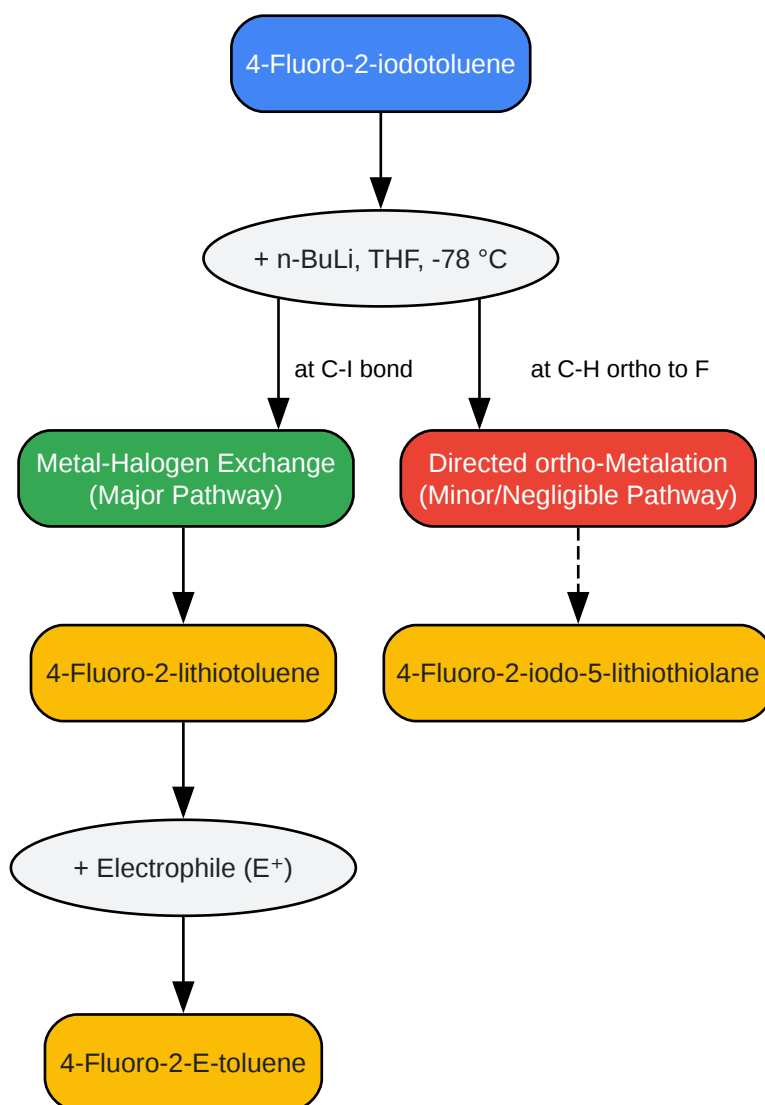 4-Fluoro-2-iodotoluene
+ n-BuLi, THF, -78 °C
at C-I bond
at C-H ortho to F
Metal-Halogen Exchange
(Major Pathway)
Directed ortho-Metalation
(Minor/Negligible Pathway)
4-Fluoro-2-lithiotoluene
4-Fluoro-2-iodo-5-lithiothiolane
+ Electrophile (E⁺)
4-Fluoro-2-E-toluene